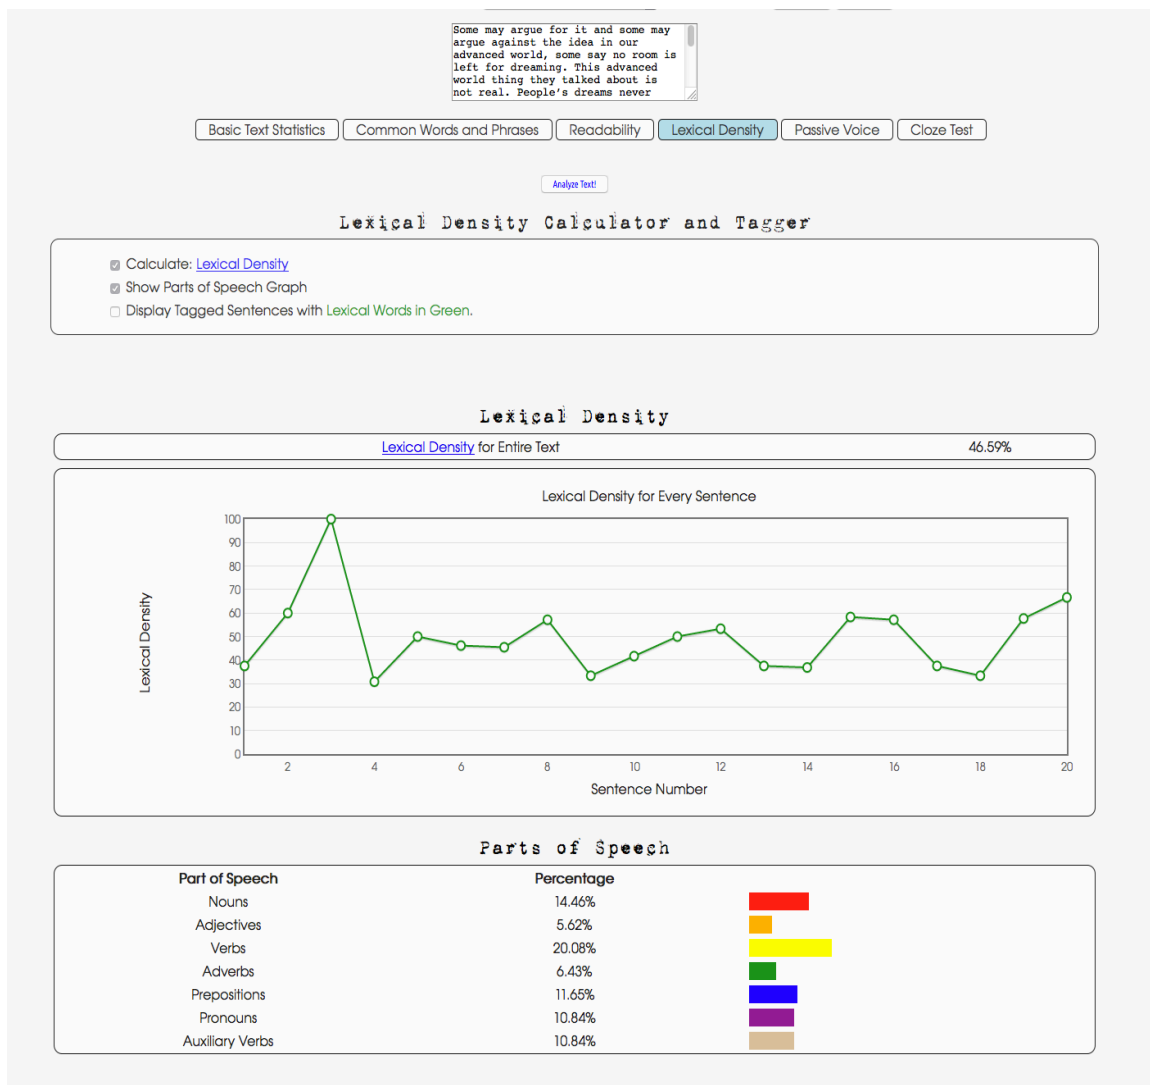 Some may argue for it and some may
argue against the idea in our
advanced world, some say no room is
left for dreaming. This advanced
world thing they talked about is
not real. People's dreams never
Basic Text Statistics Common Words and Phrases Readability Lexical Density Passive Voice Cloze Test
Analyze Text!
Lexical Density Calculator and Tagger
Calculate: Lexical Density
Show Parts of Speech Graph
Display Tagged Sentences with Lexical Words in Green.
Lexical Density
Lexical Density for Entire Text 46.59%
Lexical Density for Every Sentence
Lexical Density
100
90
80
70
60
50
40
30
20
10
0
2 4 6 8 10 12 14 16 18 20
Sentence Number
Parts of Speech
Part of Speech Percentage
Nouns 14.46%
Adjectives 5.62%
Verbs 20.08%
Adverbs 6.43%
Prepositions 11.65%
Pronouns 10.84%
Auxiliary Verbs 10.84%